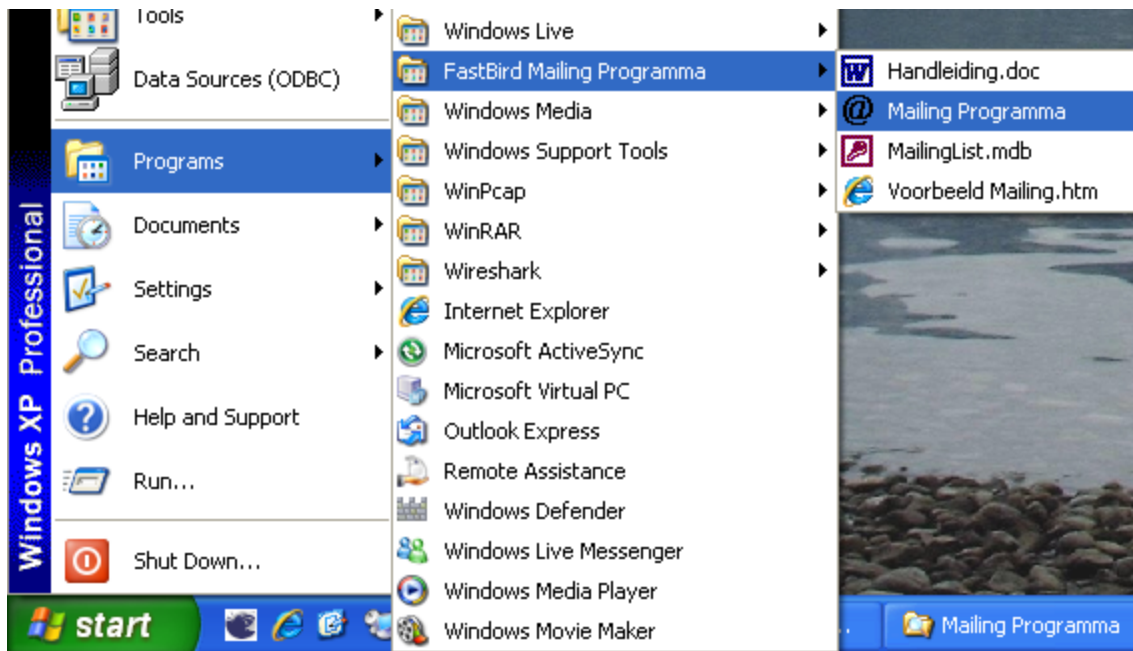 Tools
Data Sources (ODBC)
Programs
Documents
Settings
Search
Help and Support
Run...
Shut Down...
Windows XP Professional
Windows Live
FastBird Mailing Programma
Windows Media
Windows Support Tools
WinPcap
WinRAR
Wireshark
Internet Explorer
Microsoft ActiveSync
Microsoft Virtual PC
Outlook Express
Remote Assistance
Windows Defender
Windows Live Messenger
Windows Media Player
Windows Movie Maker
Handleiding.doc
Mailing Programma
MailingList.mdb
Voorbeeld Mailing.htm
start
Mailing Programma